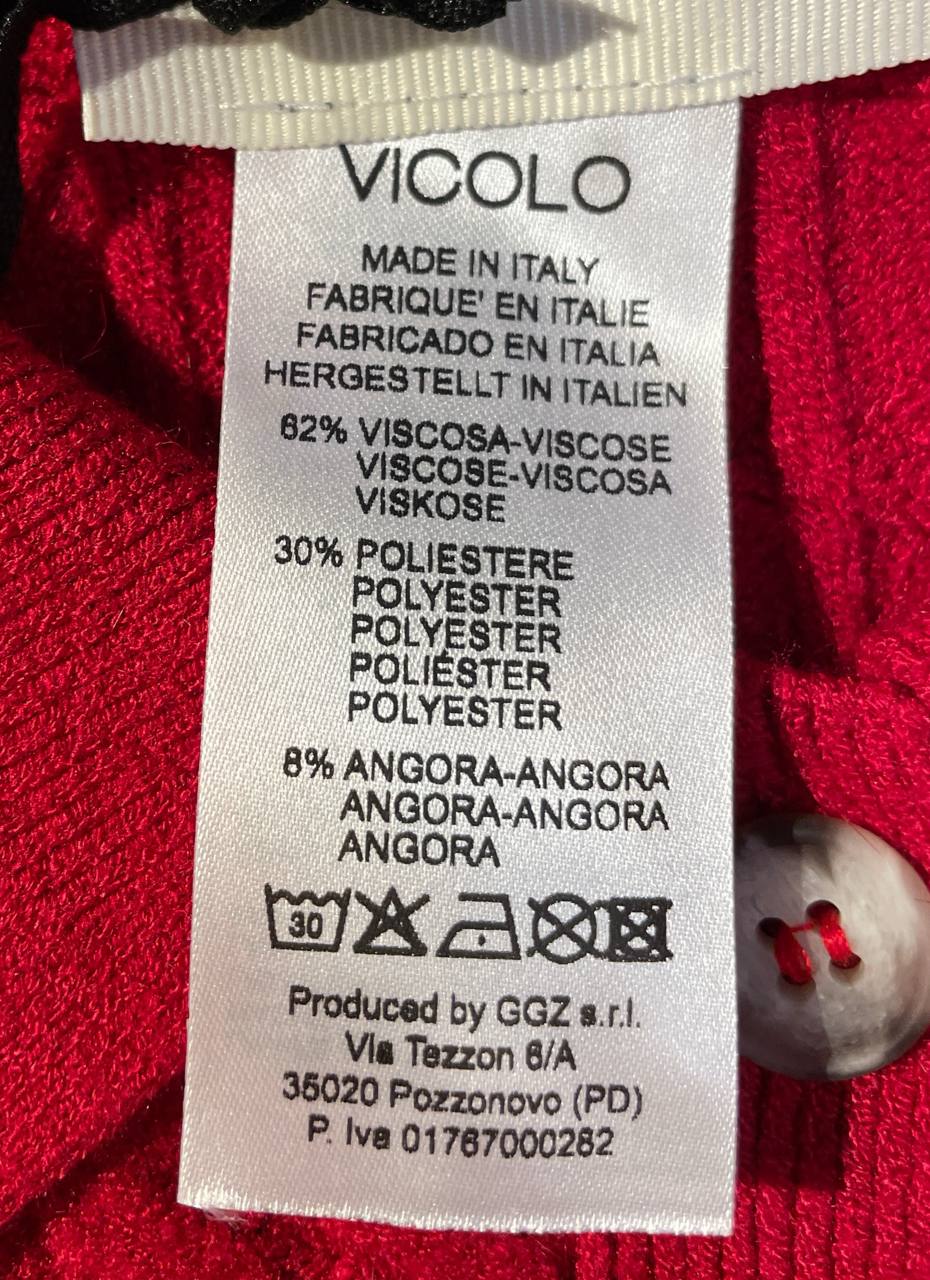 VICOLO
MADE IN ITALY
FABRIQUE' EN ITALIE
FABRICADO EN ITALIA
HERGESTELLT IN ITALIEN
62% VISCOSA-VISCOSE
VISCOSE-VISCOSA
VISKOSE
30% POLIESTERE
POLYESTER
POLYESTER
POLIÉSTER
POLYESTER
8% ANGORA-ANGORA
ANGORA-ANGORA
ANGORA
30
Produced by GGZ s.r.l.
Via Tezzon 6/A
35020 Pozzonovo (PD)
P. Iva 01767000282